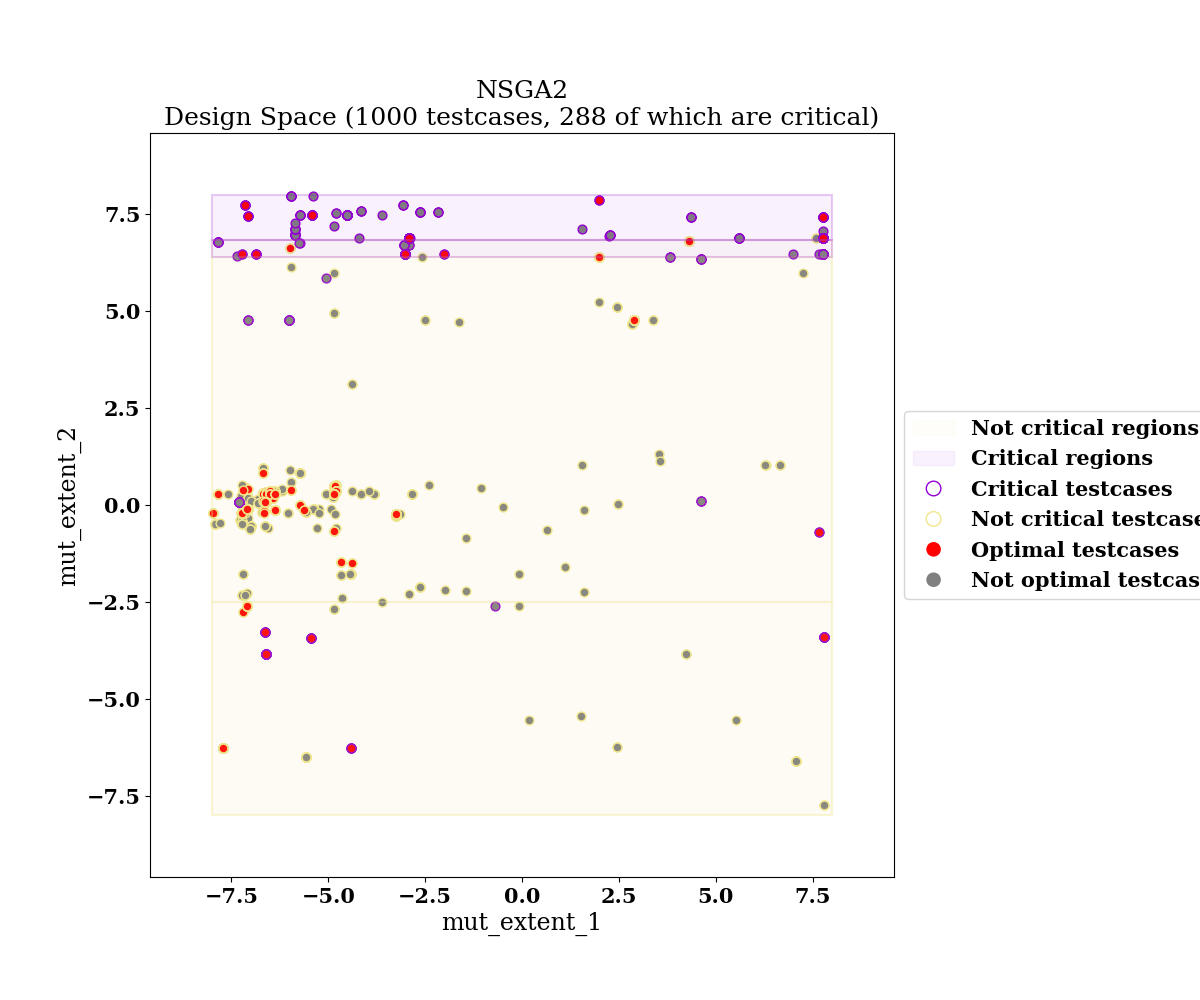 NSGA2
Design Space (1000 testcases, 288 of which are critical)
7.5
5.0
2.5
0.0
−2.5
−5.0
−7.5
mut_extent_2
−7.5 −5.0 −2.5 0.0 2.5 5.0 7.5
mut_extent_1
Not critical regions
Critical regions
Critical testcases
Not critical testcase
Optimal testcases
Not optimal testcas